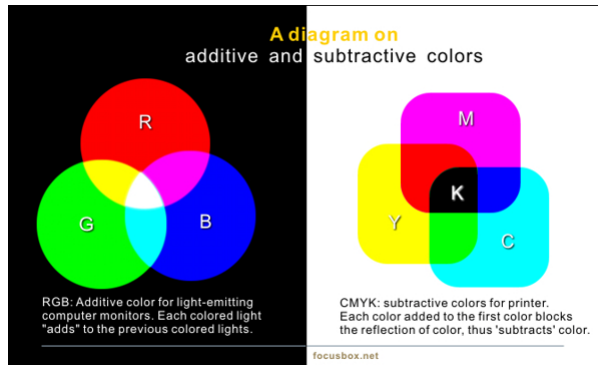 A diagram on
additive and subtractive colors
R
G
B
M
Y
K
C
RGB: Additive color for light-emitting
computer monitors. Each colored light
"adds" to the previous colored lights.
CMYK: subtractive colors for printer.
Each color added to the first color blocks
the reflection of color, thus 'subtracts' color.
focusbox.net